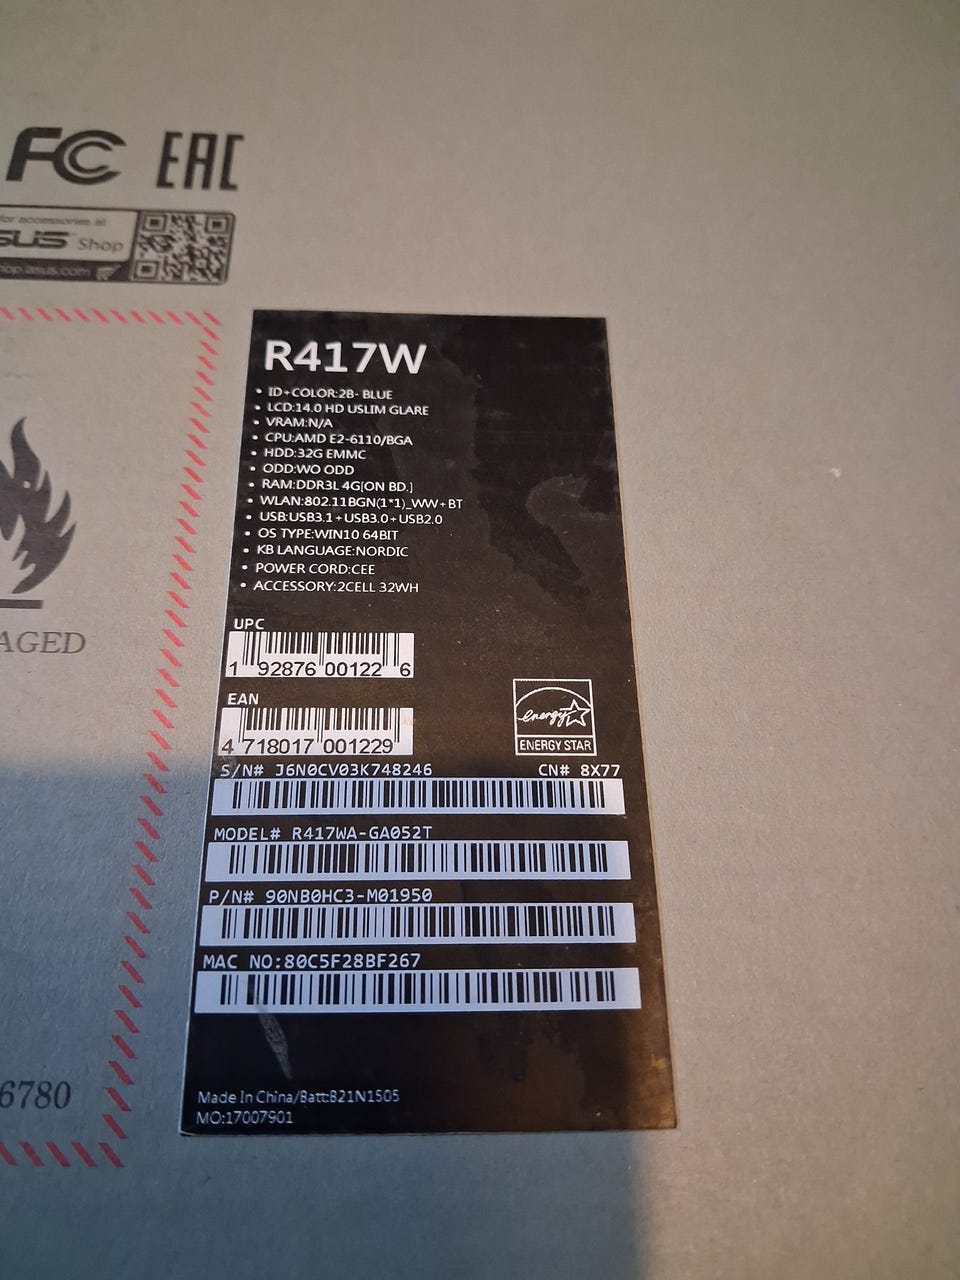 FC EAC
for accessories at
SUS Shop
hop.asus.com
R417W
• ID+COLOR:2B- BLUE
• LCD:14.0 HD USLIM GLARE
• VRAM:N/A
• CPU:AMD E2-6110/BGA
• HDD:32G EMMC
• ODD:WO ODD
• RAM:DDR3L 4G[ON BD.]
• WLAN:802.11BGN(1*1)_WW+BT
• USB:USB3.1+USB3.0+USB2.0
• OS TYPE:WIN10 64BIT
• KB LANGUAGE:NORDIC
• POWER CORD:CEE
• ACCESSORY:2CELL 32WH
AGED
UPC
1 92876 00122 6
EAN
4 718017 001229
energy
ENERGY STAR
S/N# J6N0CV03K748246 CN# 8X77
MODEL# R417WA-GA052T
P/N# 90NB0HC3-M01950
MAC NO:80C5F28BF267
6780
Made In China/Batt:B21N1505
MO:17007901